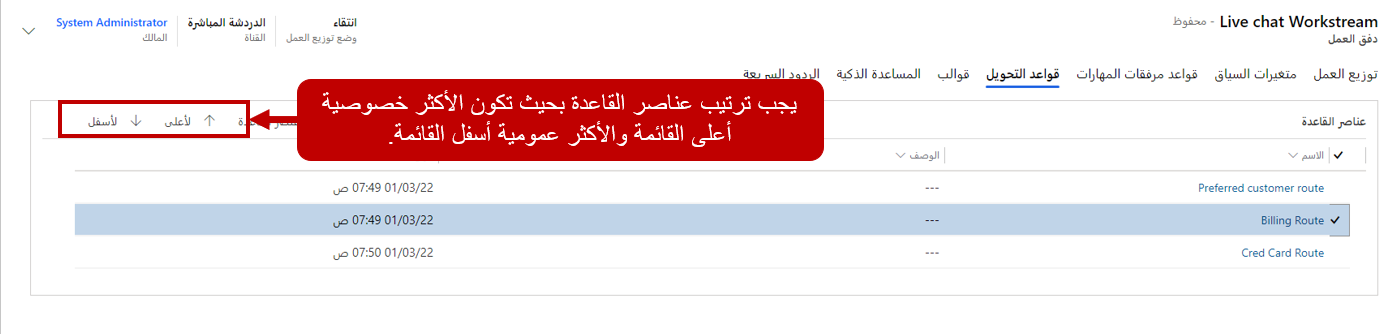 Live chat Workstream - محفوظ
دفق العمل
انتقاء
وضع توزيع العمل
الدردشة المباشرة
القناة
System Administrator
المالك
توزيع العمل
متغيرات السياق
قواعد مرفقات المهارات
قواعد التحويل
قوالب
المساعدة الذكية
الردود السريعة
يجب ترتيب عناصر القاعدة بحيث تكون الأكثر خصوصية
أعلى القائمة والأكثر عمومية أسفل القائمة.
عناصر القاعدة
لأعلى
لأسفل
الاسم
الوصف
Preferred customer route --- 01/03/22 07:49 ص
Billing Route --- 01/03/22 07:49 ص
Cred Card Route --- 01/03/22 07:50 ص